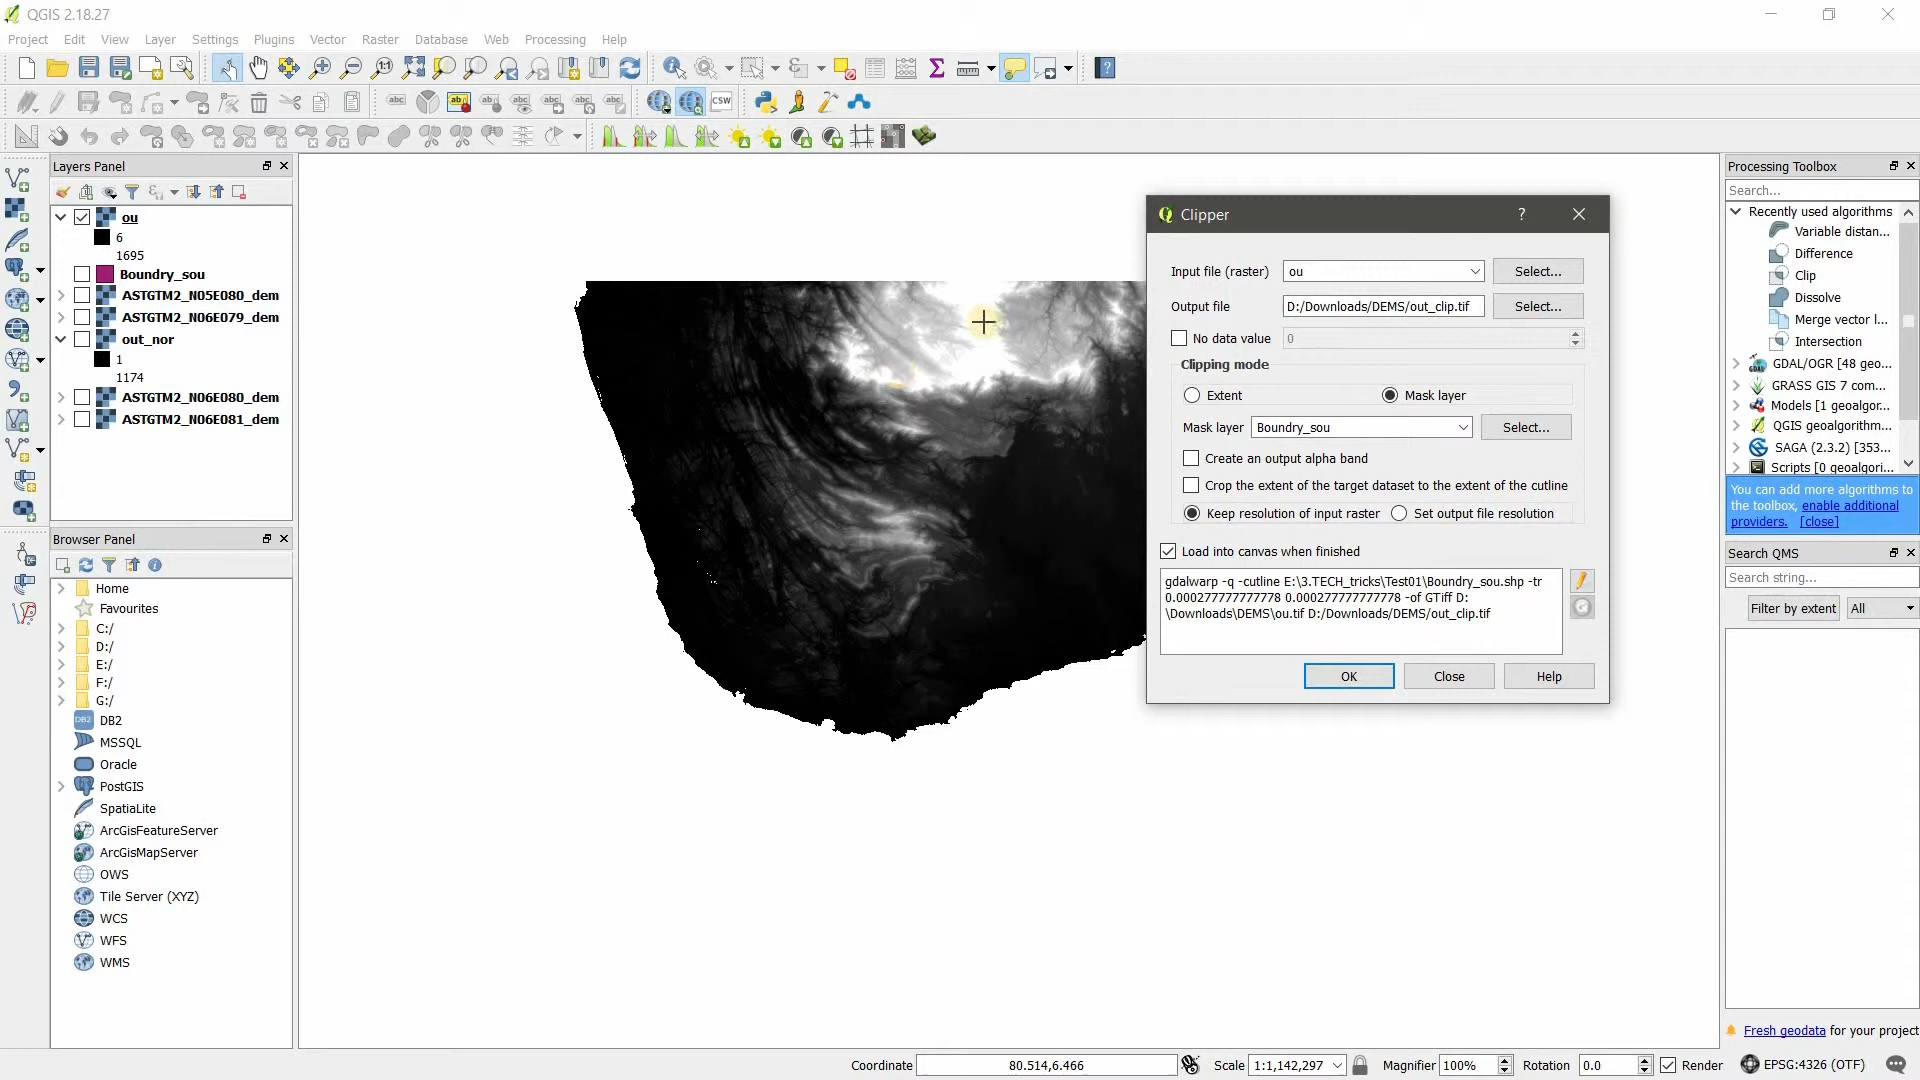 QGIS 2.18.27
Project Edit View Layer Settings Plugins Vector Raster Database Web Processing Help
CSW
Layers Panel
ou
6
1695
Boundry_sou
ASTGTM2_N05E080_dem
ASTGTM2_N06E079_dem
out_nor
1
1174
ASTGTM2_N06E080_dem
ASTGTM2_N06E081_dem
Browser Panel
Home
Favourites
C:/
D:/
E:/
F:/
G:/
DB2
MSSQL
Oracle
PostGIS
SpatiaLite
ArcGisFeatureServer
ArcGisMapServer
OWS
Tile Server (XYZ)
WCS
WFS
WMS
Clipper
Input file (raster) ou Select...
Output file D:/Downloads/DEMS/out_clip.tif Select...
No data value 0
Clipping mode
Extent Mask layer
Mask layer Boundry_sou Select...
Create an output alpha band
Crop the extent of the target dataset to the extent of the cutline
Keep resolution of input raster Set output file resolution
Load into canvas when finished
gdalwarp -q -cutline E:\3.TECH_tricks\Test01\Boundry_sou.shp -tr
0.000277777777778 0.000277777777778 -of GTiff D:
\Downloads\DEMS\ou.tif D:/Downloads/DEMS/out_clip.tif
OK Close Help
Processing Toolbox
Search...
Recently used algorithms
Variable distan...
Difference
Clip
Dissolve
Merge vector l...
Intersection
GDAL/OGR [48 geo...
GRASS GIS 7 com...
Models [1 geoalgor...
QGIS geoalgorithm...
SAGA (2.3.2) [353...
Scripts [0 geoalgori...
You can add more algorithms to
the toolbox, enable additional
providers. [close]
Search QMS
Search string...
Filter by extent All
Fresh geodata for your project
Coordinate 80.514,6.466 Scale 1:1,142,297 Magnifier 100% Rotation 0.0 Render EPSG:4326 (OTF)